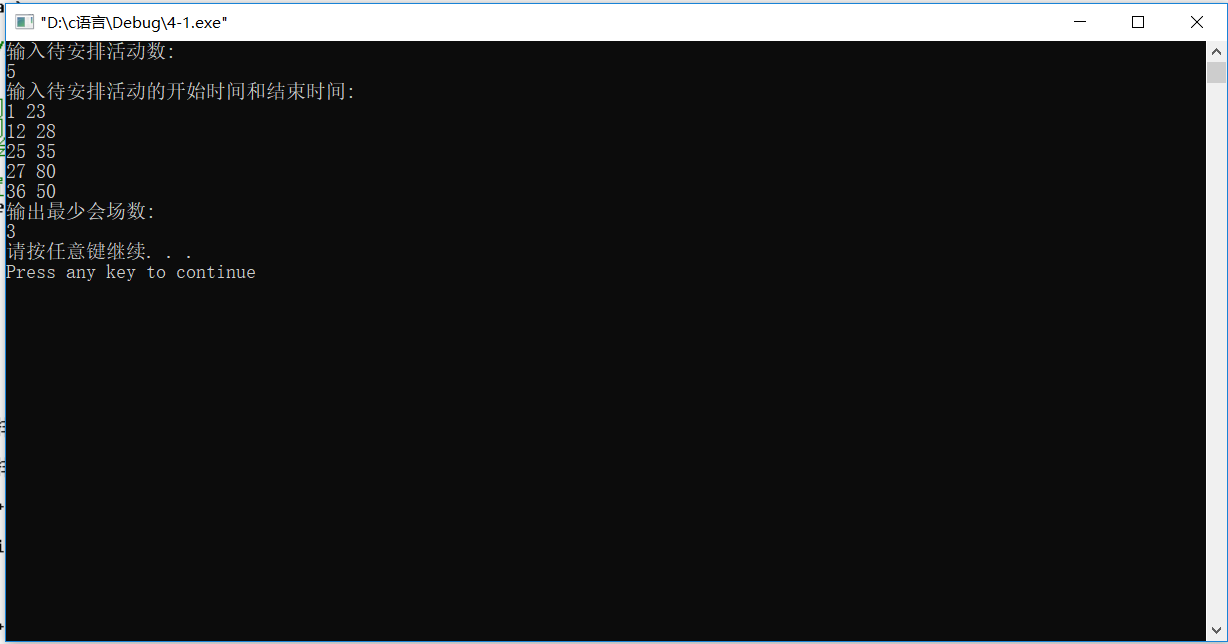 "D:\c语言\Debug\4-1.exe"
输入待安排活动数:
5
输入待安排活动的开始时间和结束时间:
1 23
12 28
25 35
27 80
36 50
输出最少会场数:
3
请按任意键继续. . .
Press any key to continue